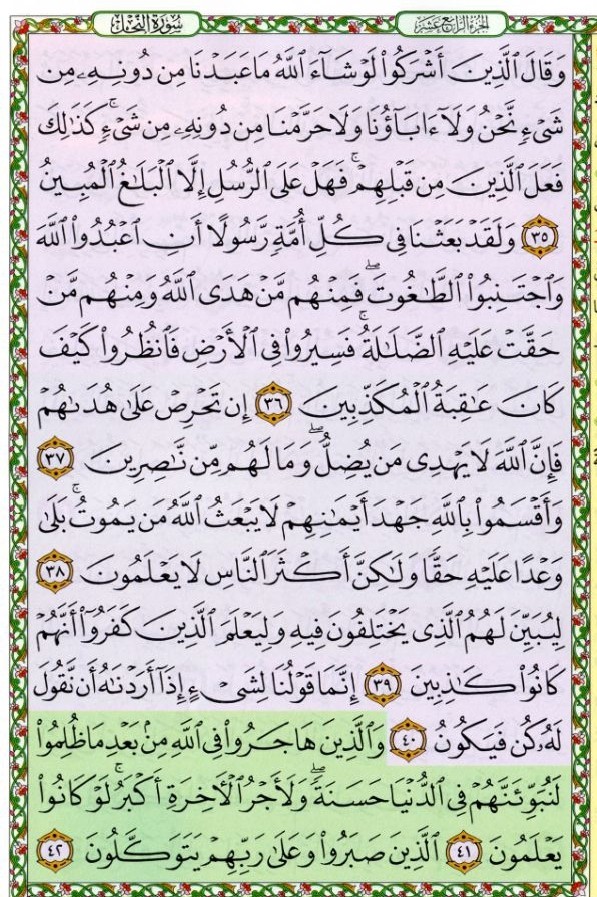 سورة النحل
الجزء الرابع عشر
وَقَالَ ٱلَّذِينَ أَشْرَكُوا۟ لَوْ شَآءَ ٱللَّهُ مَا عَبَدْنَا مِن دُونِهِۦ مِن
شَىْءٍ نَّحْنُ وَلَآ ءَابَآؤُنَا وَلَا حَرَّمْنَا مِن دُونِهِۦ مِن شَىْءٍ ۚ كَذَٰلِكَ
فَعَلَ ٱلَّذِينَ مِن قَبْلِهِمْ ۚ فَهَلْ عَلَى ٱلرُّسُلِ إِلَّا ٱلْبَلَٰغُ ٱلْمُبِينُ
٣٥ وَلَقَدْ بَعَثْنَا فِى كُلِّ أُمَّةٍ رَّسُولًا أَنِ ٱعْبُدُوا۟ ٱللَّهَ
وَٱجْتَنِبُوا۟ ٱلطَّٰغُوتَ ۖ فَمِنْهُم مَّنْ هَدَى ٱللَّهُ وَمِنْهُم مَّنْ
حَقَّتْ عَلَيْهِ ٱلضَّلَٰلَةُ ۚ فَسِيرُوا۟ فِى ٱلْأَرْضِ فَٱنظُرُوا۟ كَيْفَ
كَانَ عَٰقِبَةُ ٱلْمُكَذِّبِينَ ٣٦ إِن تَحْرِصْ عَلَىٰ هُدَىٰهُمْ
فَإِنَّ ٱللَّهَ لَا يَهْدِى مَن يُضِلُّ ۖ وَمَا لَهُم مِّن نَّٰصِرِينَ ٣٧
وَأَقْسَمُوا۟ بِٱللَّهِ جَهْدَ أَيْمَٰنِهِمْ لَا يَبْعَثُ ٱللَّهُ مَن يَمُوتُ ۚ بَلَىٰ
وَعْدًا عَلَيْهِ حَقًّا وَلَٰكِنَّ أَكْثَرَ ٱلنَّاسِ لَا يَعْلَمُونَ ٣٨
لِيُبَيِّنَ لَهُمُ ٱلَّذِى يَخْتَلِفُونَ فِيهِ وَلِيَعْلَمَ ٱلَّذِينَ كَفَرُوٓا۟ أَنَّهُمْ
كَانُوا۟ كَٰذِبِينَ ٣٩ إِنَّمَا قَوْلُنَا لِشَىْءٍ إِذَآ أَرَدْنَٰهُ أَن نَّقُولَ
لَهُۥ كُن فَيَكُونُ ٤٠ وَٱلَّذِينَ هَاجَرُوا۟ فِى ٱللَّهِ مِنۢ بَعْدِ مَا ظُلِمُوا۟
لَنُبَوِّئَنَّهُمْ فِى ٱلدُّنْيَا حَسَنَةً ۖ وَلَأَجْرُ ٱلْءَاخِرَةِ أَكْبَرُ ۚ لَوْ كَانُوا۟
يَعْلَمُونَ ٤١ ٱلَّذِينَ صَبَرُوا۟ وَعَلَىٰ رَبِّهِمْ يَتَوَكَّلُونَ ٤٢